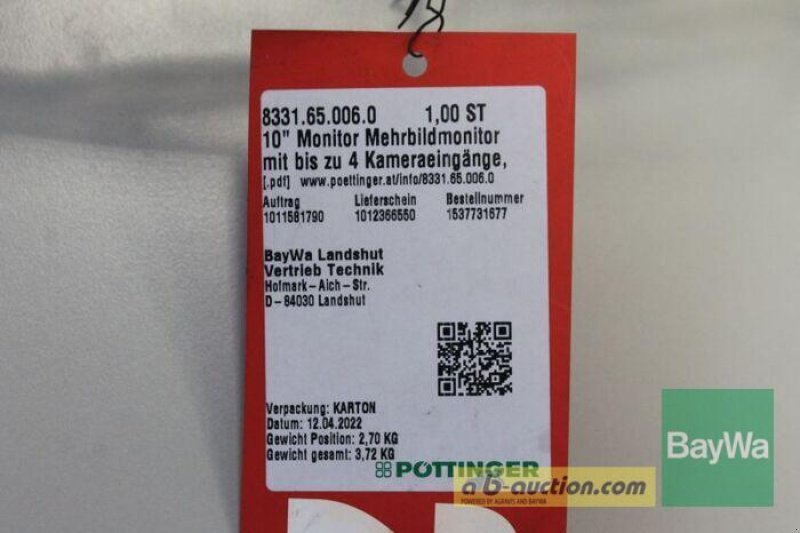 8331.65.006.0 1,00 ST
10" Monitor Mehrbildmonitor
mit bis zu 4 Kameraeingänge,
[.pdf] www.poettinger.at/info/8331.65.006.0
Auftrag Lieferschein Bestellnummer
1011581790 1012366550 1537731677
BayWa Landshut
Vertrieb Technik
Hofmark-Aich-Str.
D-84030 Landshut
Verpackung: KARTON
Datum: 12.04.2022
Gewicht Position: 2,70 KG
Gewicht gesamt: 3,72 KG
PÖTTINGER
ab-auction.com
POWERED BY AGRAVIS AND BAYWA
BayWa